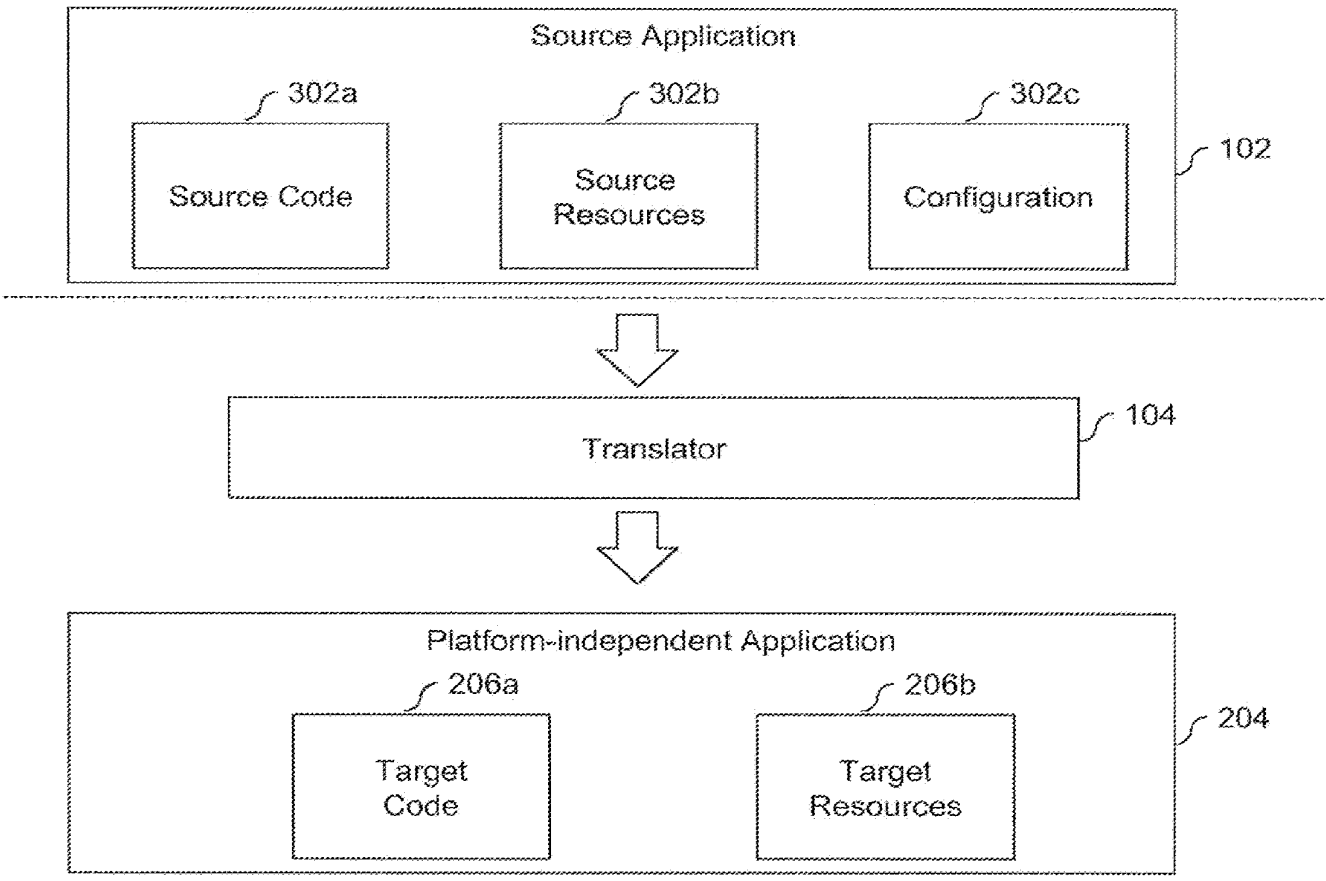 Source Application
302a
302b
302c
Source Code
Source
Resources
Configuration
102
Translator
104
Platform-independent Application
206a
206b
Target
Code
Target
Resources
204